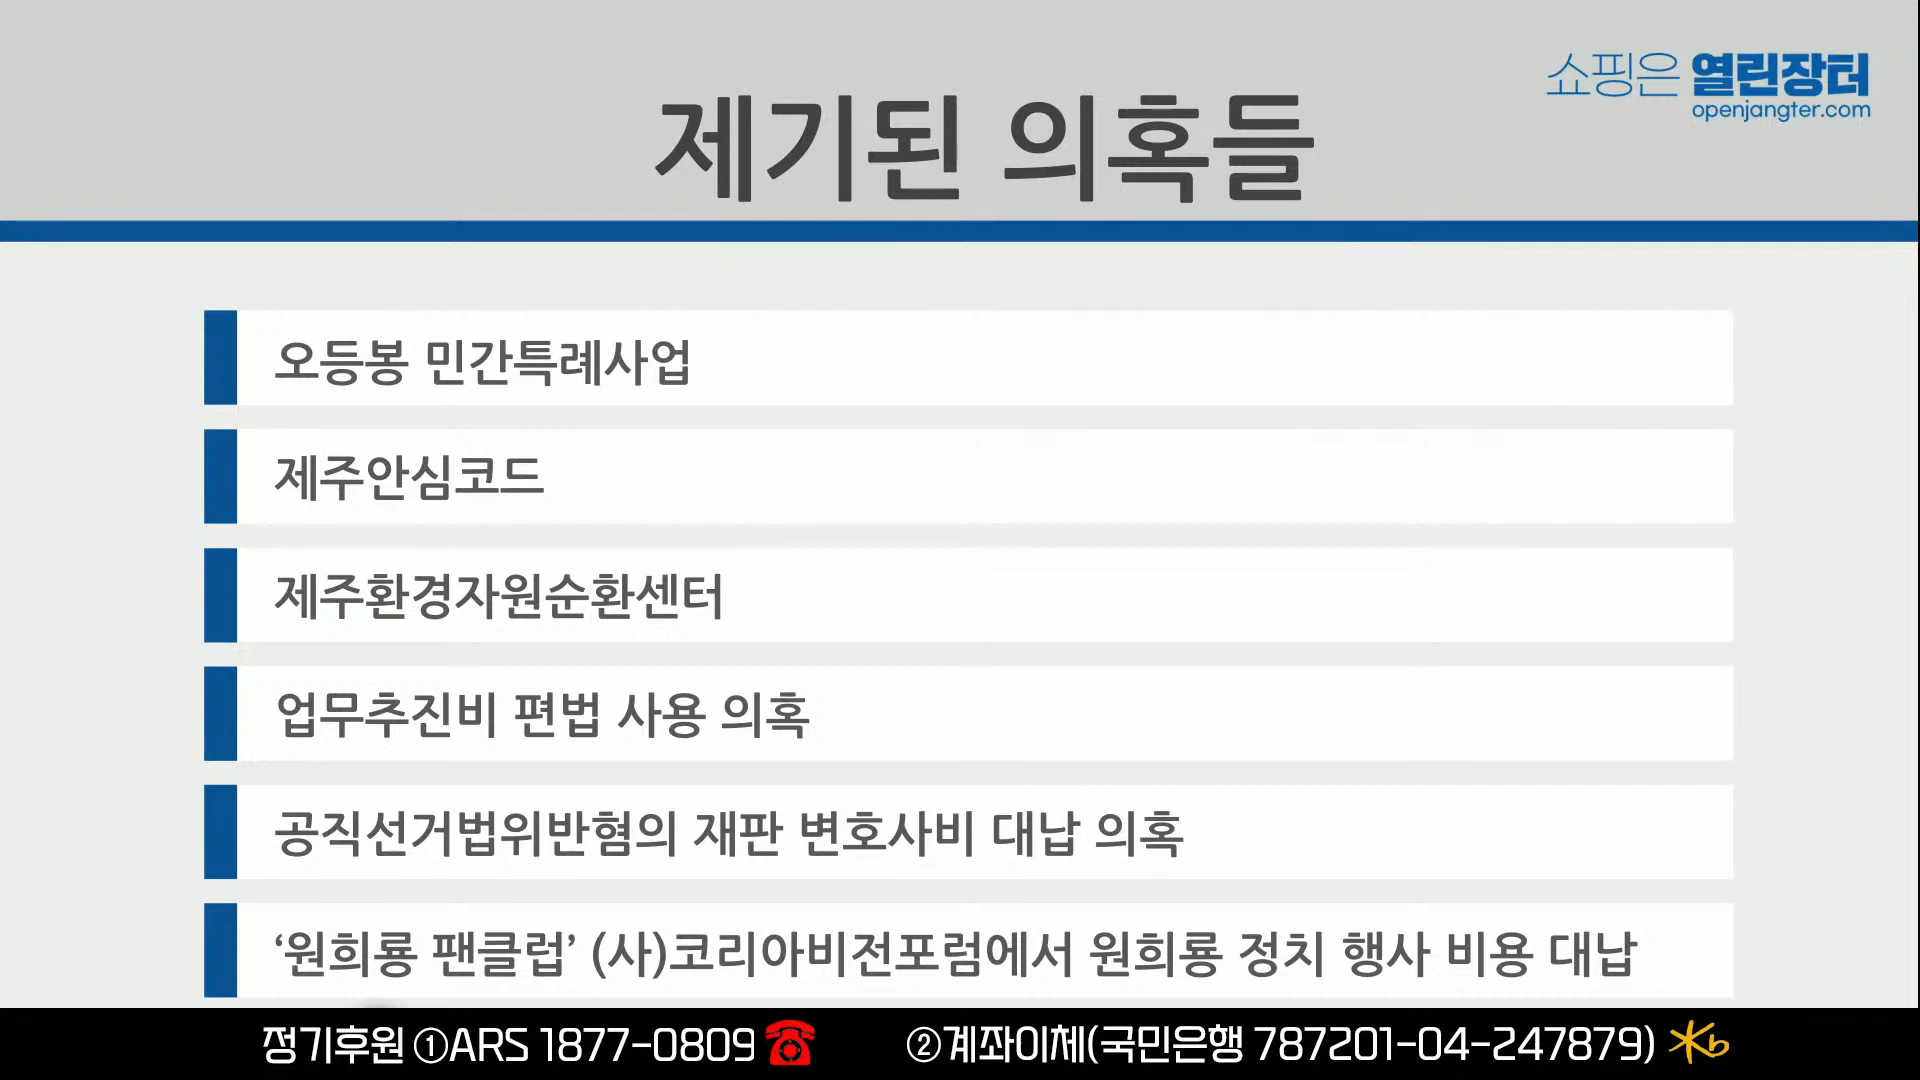 쇼핑은 열린장터
openjangter.com
제기된 의혹들
오등봉 민간특례사업
제주안심코드
제주환경자원순환센터
업무추진비 편법 사용 의혹
공직선거법위반혐의 재판 변호사비 대납 의혹
‘원희룡 팬클럽’ (사)코리아비전포럼에서 원희룡 정치 행사 비용 대납
정기후원 ①ARS 1877-0809 ②계좌이체(국민은행 787201-04-247879)